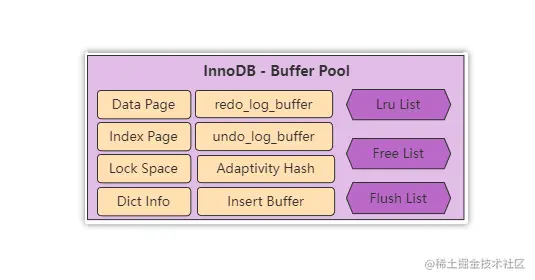 InnoDB - Buffer Pool
Data Page
redo_log_buffer
Lru List
Index Page
undo_log_buffer
Free List
Lock Space
Adaptivity Hash
Dict Info
Insert Buffer
Flush List
@稀土掘金技术社区